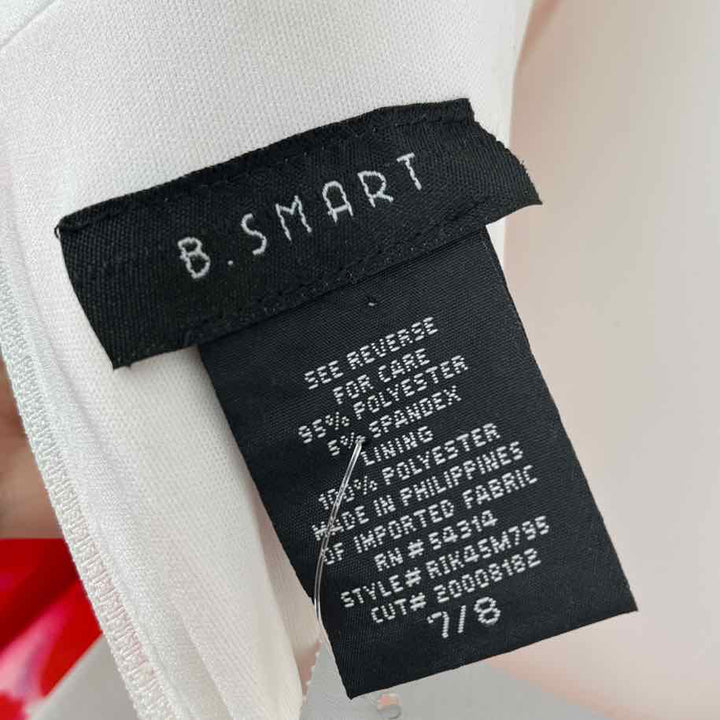 B.SMART
SEE REVERSE
FOR CARE
95% POLYESTER
5% SPANDEX
LINING
100% POLYESTER
MADE IN PHILIPPINES
OF IMPORTED FABRIC
RN # 54314
STYLE# R1K45M795
CUT# 20008182
7/8